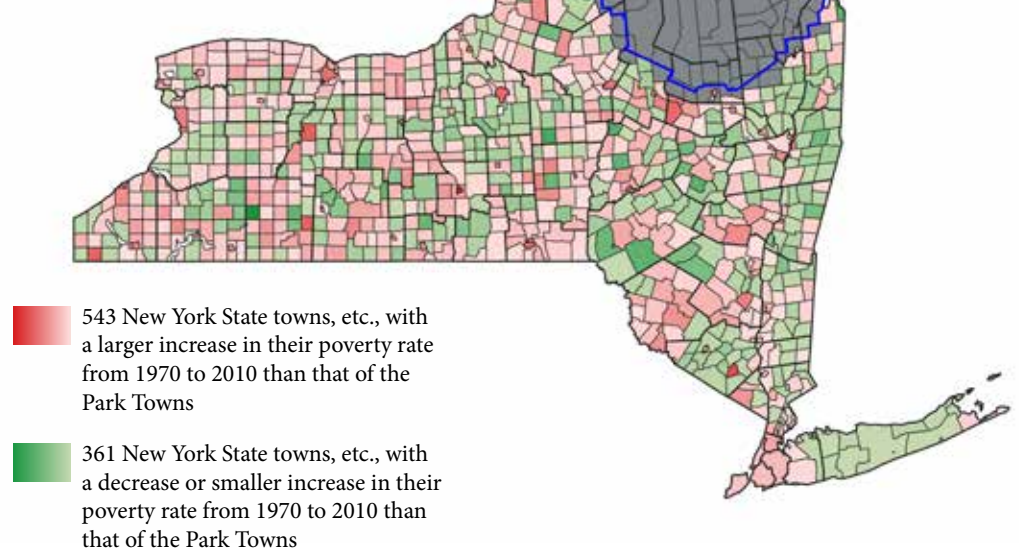 543 New York State towns, etc., with
a larger increase in their poverty rate
from 1970 to 2010 than that of the
Park Towns
361 New York State towns, etc., with
a decrease or smaller increase in their
poverty rate from 1970 to 2010 than
that of the Park Towns